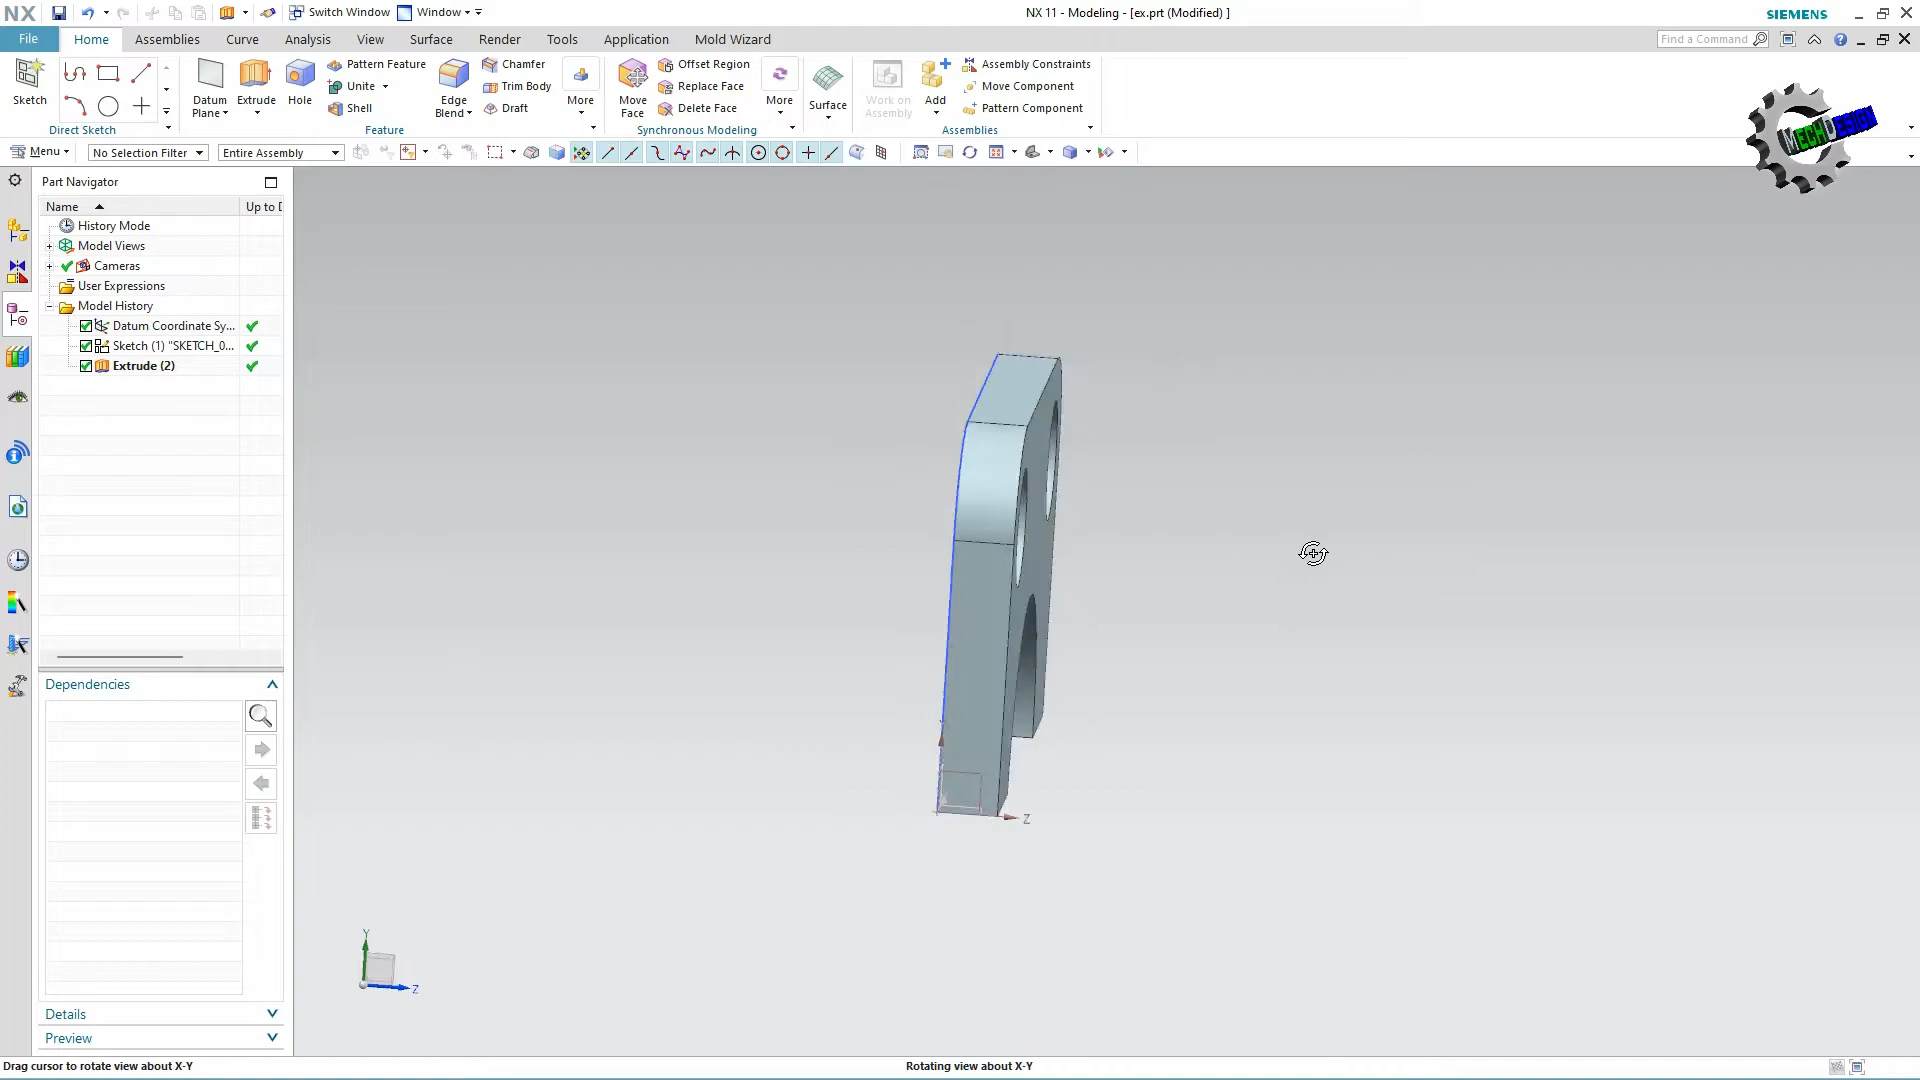 NX
Switch Window
Window
NX 11 - Modeling - [ex.prt (Modified) ]
SIEMENS
File
Home
Assemblies
Curve
Analysis
View
Surface
Render
Tools
Application
Mold Wizard
Find a Command
Sketch
Direct Sketch
Datum Plane
Extrude
Hole
Pattern Feature
Unite
Shell
Edge Blend
Chamfer
Trim Body
Draft
More
Feature
Move Face
Offset Region
Replace Face
Delete Face
More
Synchronous Modeling
Surface
Work on Assembly
Add
Assembly Constraints
Move Component
Pattern Component
Assemblies
MECHDESIGN
Menu
No Selection Filter
Entire Assembly
Part Navigator
Name
Up to D
History Mode
Model Views
Cameras
User Expressions
Model History
Datum Coordinate Sy...
Sketch (1) "SKETCH_0...
Extrude (2)
Dependencies
Details
Preview
Z
Y
Z
Drag cursor to rotate view about X-Y
Rotating view about X-Y